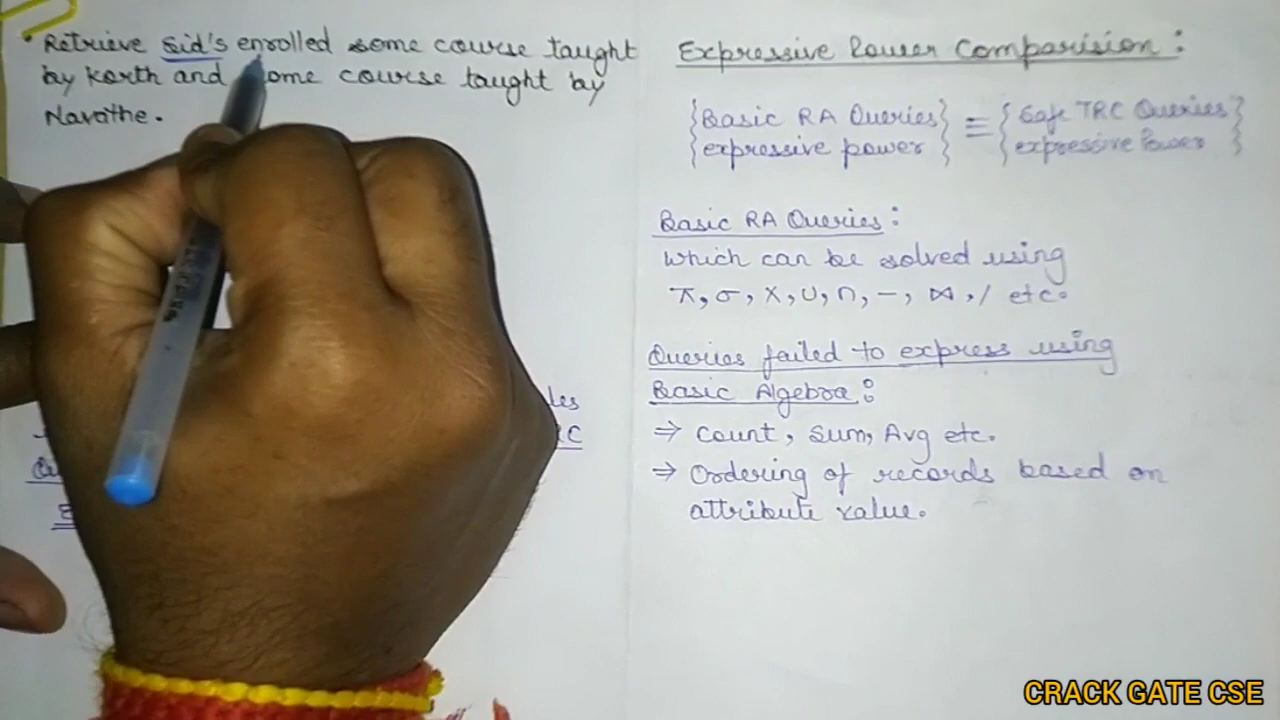 • Retrieve sid's enrolled some course taught
by Korth and some course taught by
Navathe.
Expressive Power Comparision:
{Basic RA Queries} ≡ {Safe TRC Queries}
{expressive power} {expressive Power}
Basic RA Queries:
Which can be solved using
π, σ, X, ∪, ∩, −, ⋈, / etc.
Queries failed to express using
Basic Algebra:
⇒ Count, Sum, Avg etc.
⇒ Ordering of records based on
attribute value.
CRACK GATE CSE